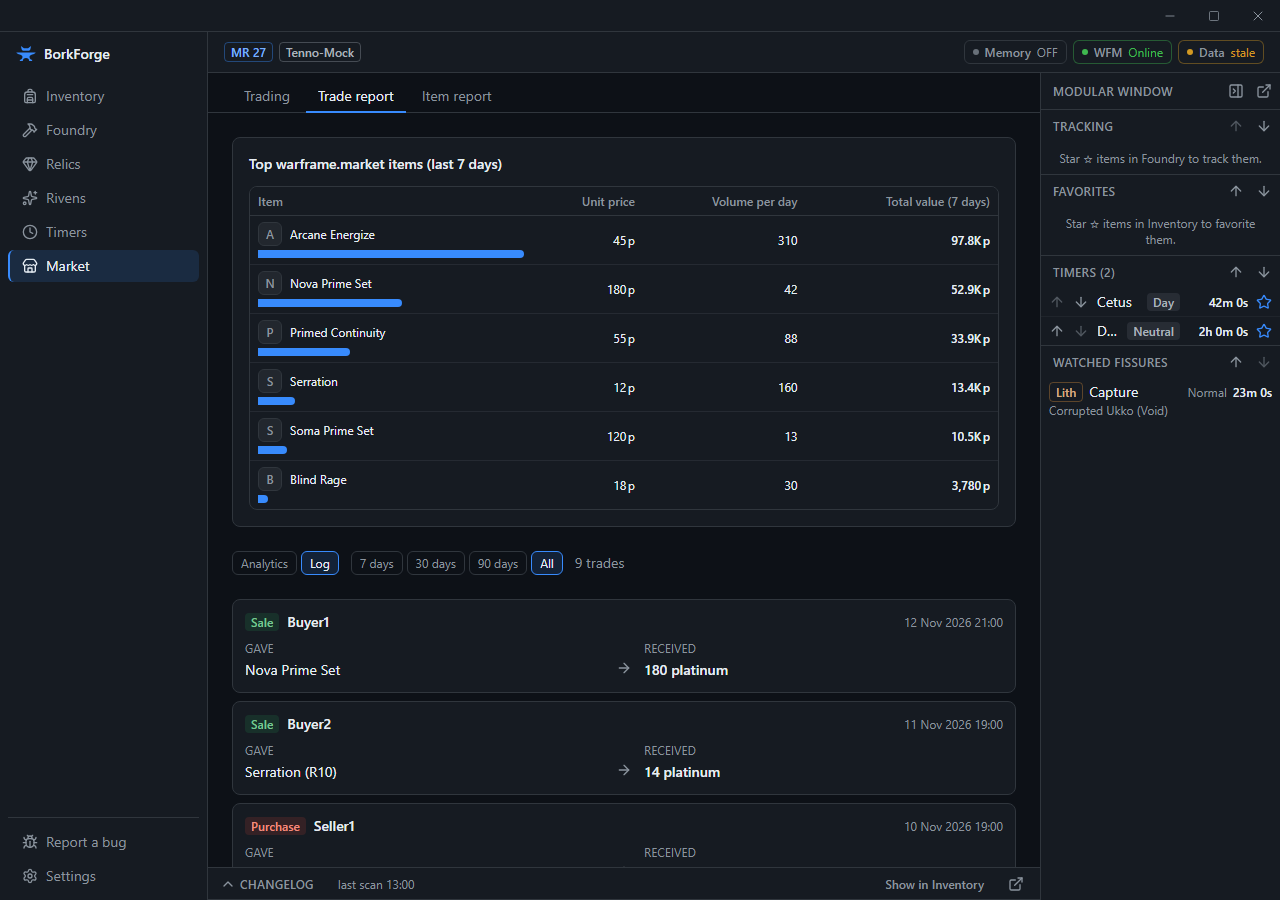 BorkForge
MR 27
Tenno-Mock
Memory OFF
WFM Online
Data stale
Inventory
Foundry
Relics
Rivens
Timers
Market
Report a bug
Settings
Trading
Trade report
Item report
Top warframe.market items (last 7 days)
Item Unit price Volume per day Total value (7 days)
A Arcane Energize 45p 310 97.8Kp
N Nova Prime Set 180p 42 52.9Kp
P Primed Continuity 55p 88 33.9Kp
S Serration 12p 160 13.4Kp
S Soma Prime Set 120p 13 10.5Kp
B Blind Rage 18p 30 3,780p
Analytics Log 7 days 30 days 90 days All 9 trades
Sale Buyer1 12 Nov 2026 21:00
GAVE RECEIVED
Nova Prime Set → 180 platinum
Sale Buyer2 11 Nov 2026 19:00
GAVE RECEIVED
Serration (R10) → 14 platinum
Purchase Seller1 10 Nov 2026 19:00
GAVE RECEIVED
CHANGELOG last scan 13:00 Show in Inventory
MODULAR WINDOW
TRACKING
Star ☆ items in Foundry to track them.
FAVORITES
Star ☆ items in Inventory to favorite
them.
TIMERS (2)
Cetus Day 42m 0s
D... Neutral 2h 0m 0s
WATCHED FISSURES
Lith Capture Normal 23m 0s
Corrupted Ukko (Void)